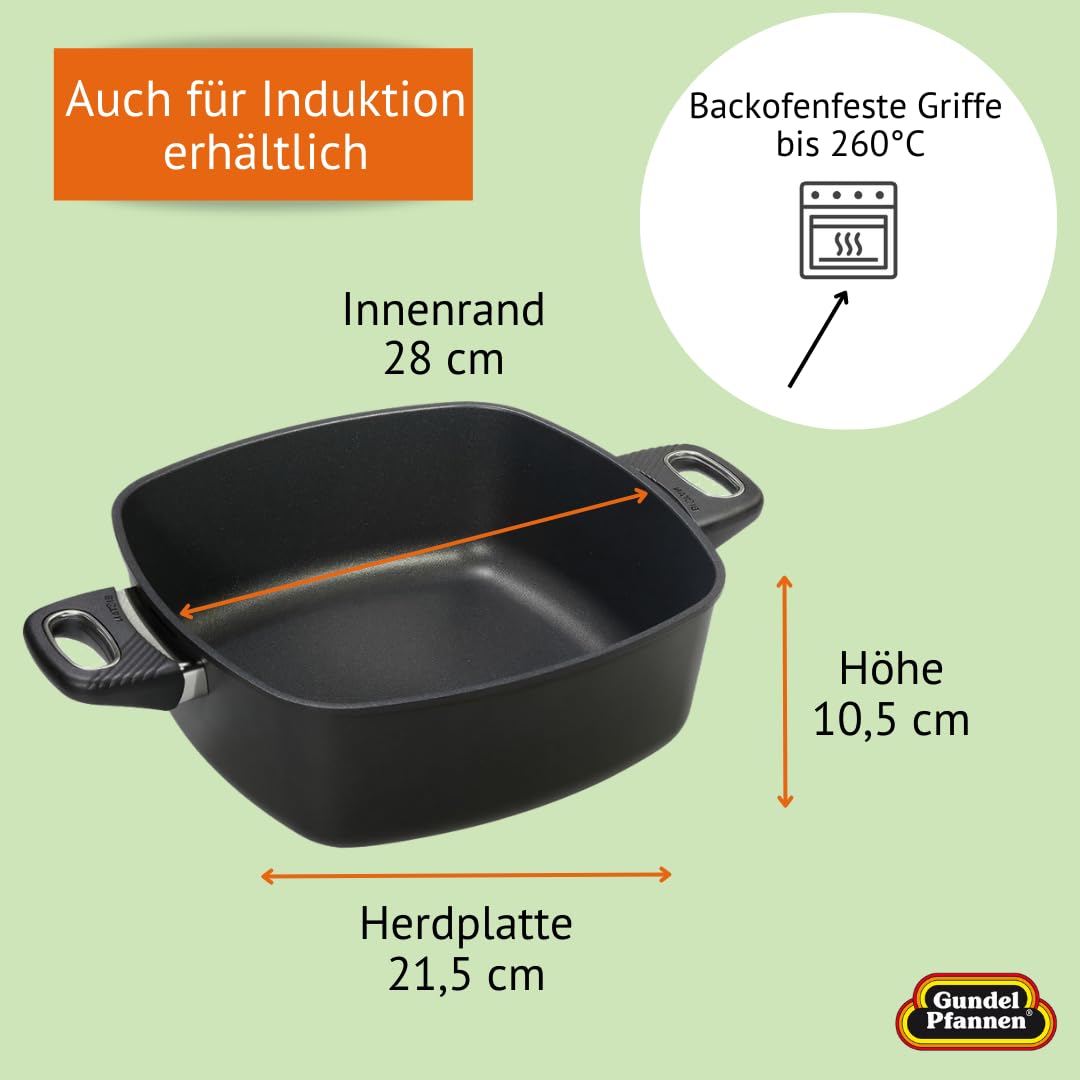 Auch für Induktion
erhältlich
Backofenfeste Griffe
bis 260°C
Innenrand
28 cm
Höhe
10,5 cm
Herdplatte
21,5 cm
Gundel
Pfannen®